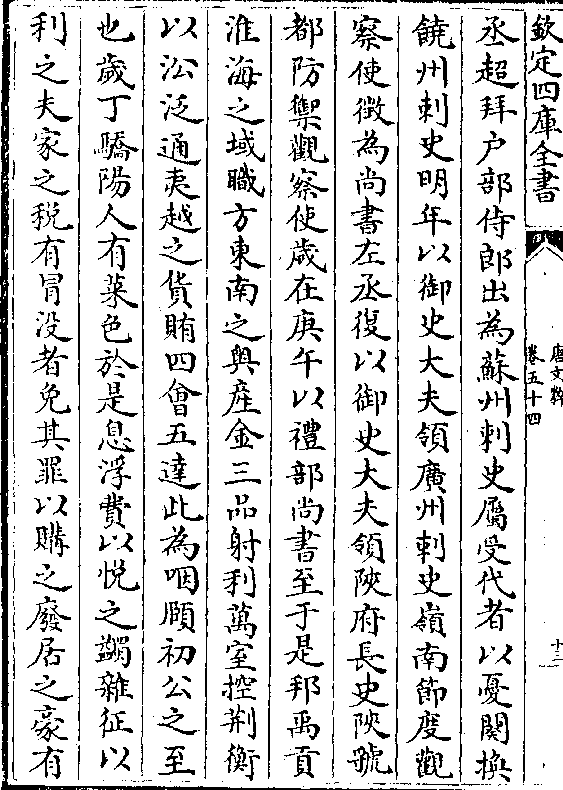 欽定四庫全書
唐文粹
卷五十四
十二
丞超拜户部侍郎出為蘇州刺史屬受代者以憂闋換
饒州刺史明年以御史大夫領廣州刺史嶺南節度觀
察使徵為尚書左丞復以御史大夫領陜府長史陜虢
都防禦觀察使歲在庚午以禮部尚書至于是邦禹貢
淮海之域職方東南之奥産金三品射利萬室控荆衡
以㳂泛通夷越之貨賄四㑹五達此為咽頤初公之至
也歲丁驕陽人有菜色於是息浮費以悦之蠲雜征以
利之夫家之税有冐没者免其罪以購之廢居之豪有